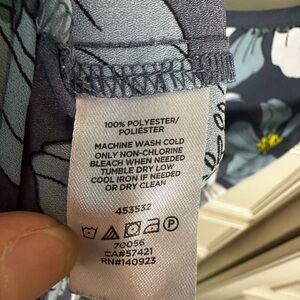 100% POLYESTER/
POLIÉSTER
MACHINE WASH COLD
ONLY NON-CHLORINE
BLEACH WHEN NEEDED
TUMBLE DRY LOW
COOL IRON IF NEEDED
OR DRY CLEAN
453532
70056
CA#57421
RN#140923